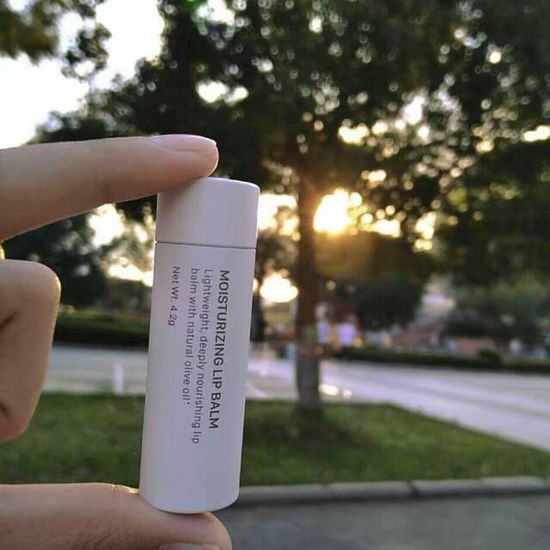 MOISTURIZING LIP BALM
Lightweight, deeply nourishing lip
balm with natural olive oil*
Net Wt. 4.2g